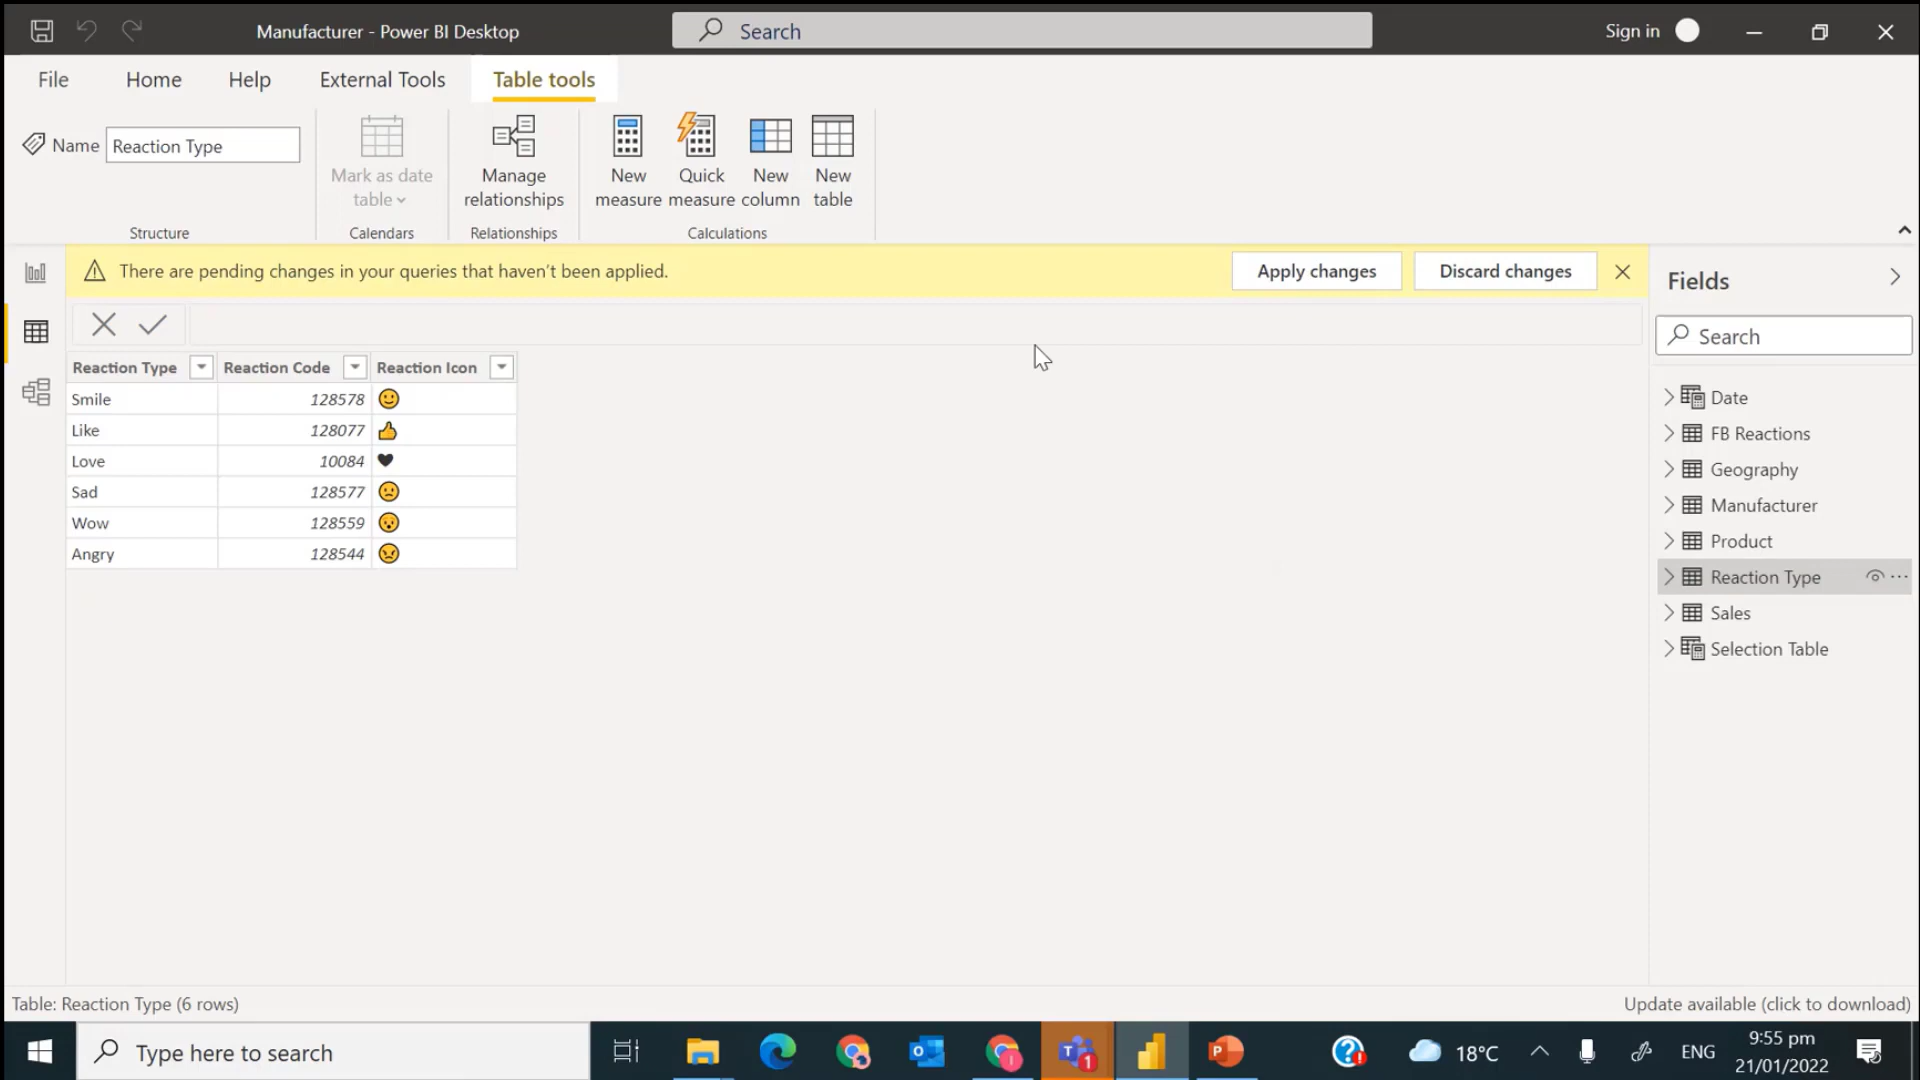 Manufacturer - Power BI Desktop
Search
Sign in
File
Home
Help
External Tools
Table tools
Name
Reaction Type
Mark as date
table
Manage
relationships
New
measure
Quick
measure
New
column
New
table
Structure
Calendars
Relationships
Calculations
There are pending changes in your queries that haven't been applied.
Apply changes
Discard changes
Fields
Search
Reaction Type
Reaction Code
Reaction Icon
Smile 128578 🙂
Like 128077 👍
Love 10084 ❤
Sad 128577 🙁
Wow 128559 😯
Angry 128544 😠
Date
FB Reactions
Geography
Manufacturer
Product
Reaction Type
Sales
Selection Table
Table: Reaction Type (6 rows)
Update available (click to download)
Type here to search
18°C
ENG
9:55 pm
21/01/2022